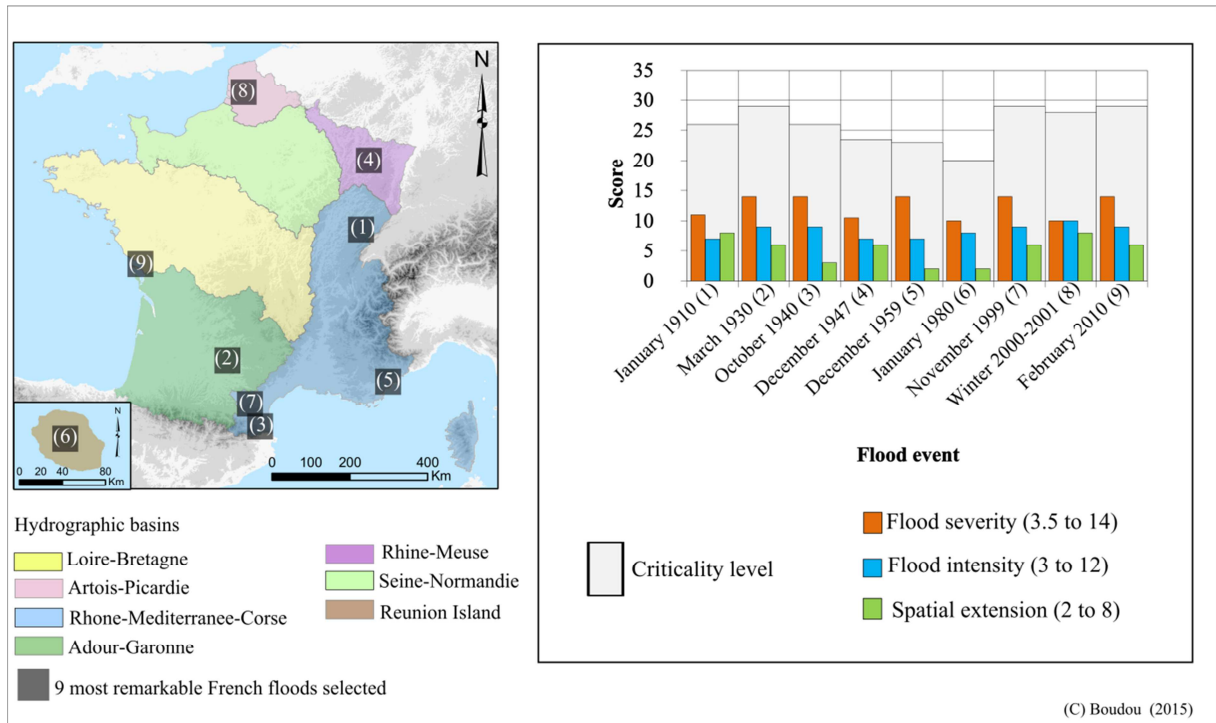 N
(8)
(4)
(1)
(9)
(2)
(5)
(7)
(3)
N
(6)
0 20 40 80
Km
0 100 200 400
Km
Hydrographic basins
Loire-Bretagne
Artois-Picardie
Rhone-Mediterranee-Corse
Adour-Garonne
Rhine-Meuse
Seine-Normandie
Reunion Island
9 most remarkable French floods selected
Score
35
30
25
20
15
10
5
0
January 1910 (1)
March 1930 (2)
October 1940 (3)
December 1947 (4)
December 1959 (5)
January 1980 (6)
November 1999 (7)
Winter 2000-2001 (8)
February 2010 (9)
Flood event
Criticality level
Flood severity (3.5 to 14)
Flood intensity (3 to 12)
Spatial extension (2 to 8)
(C) Boudou (2015)